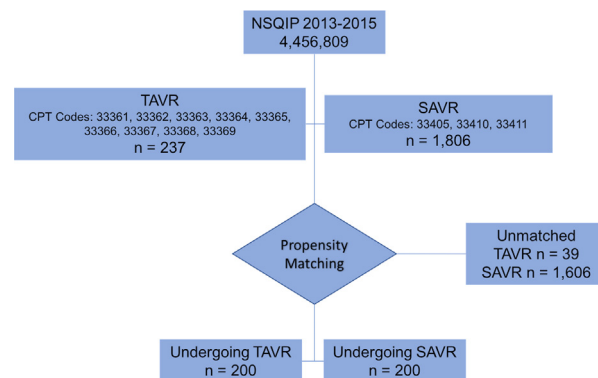 NSQIP 2013-2015
4,456,809
TAVR
CPT Codes: 33361, 33362, 33363, 33364, 33365,
33366, 33367, 33368, 33369
n = 237
SAVR
CPT Codes: 33405, 33410, 33411
n = 1,806
Propensity
Matching
Unmatched
TAVR n = 39
SAVR n = 1,606
Undergoing TAVR
n = 200
Undergoing SAVR
n = 200